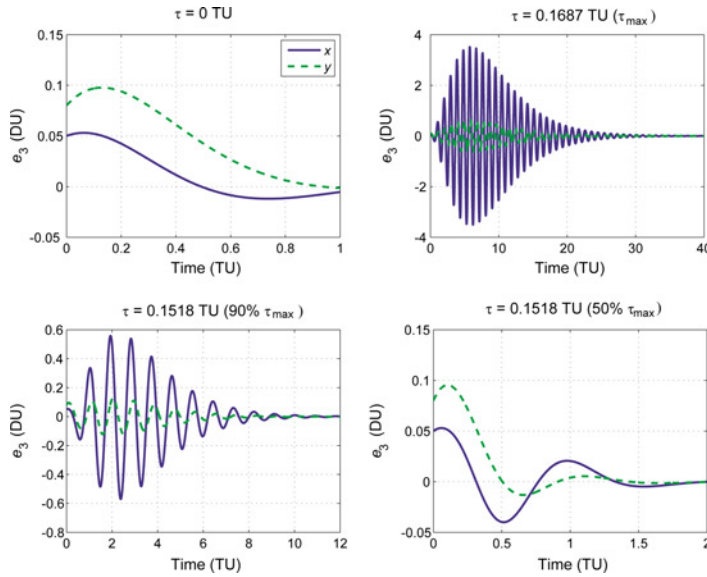 τ = 0 TU
e₃ (DU)
0.15
0.1
0.05
0
-0.05
x
y
0 0.2 0.4 0.6 0.8 1
Time (TU)
τ = 0.1687 TU (τmax)
e₃ (DU)
4
2
0
-2
-4
0 10 20 30 40
Time (TU)
τ = 0.1518 TU (90% τmax )
e₃ (DU)
0.6
0.4
0.2
0
-0.2
-0.4
-0.6
-0.8
0 2 4 6 8 10 12
Time (TU)
τ = 0.1518 TU (50% τmax)
e₃ (DU)
0.15
0.1
0.05
0
-0.05
0 0.5 1 1.5 2
Time (TU)